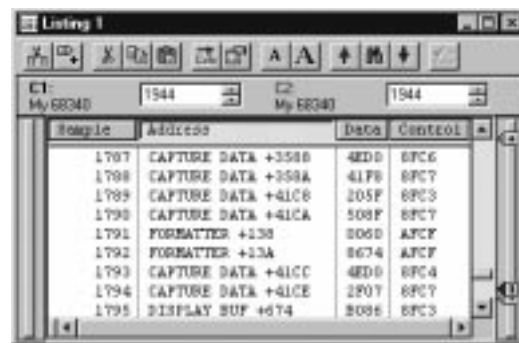 Listing 1
A A
C1: 1944 C2: 1944
My 68340 My 68340
Sample Address Data Control
1787 CAPTURE DATA +3588 4ED0 8FC6
1788 CAPTURE DATA +358A 41F8 8FC7
1789 CAPTURE DATA +41C8 205F 8FC3
1790 CAPTURE DATA +41CA 508F 8FC7
1791 FORMATTER +138 0060 AFCF
1792 FORMATTER +13A 8674 AFCF
1793 CAPTURE DATA +41CC 4ED0 8FC4
1794 CAPTURE DATA +41CE 2F07 8FC7
1795 DISPLAY BUF +674 B086 8FC3